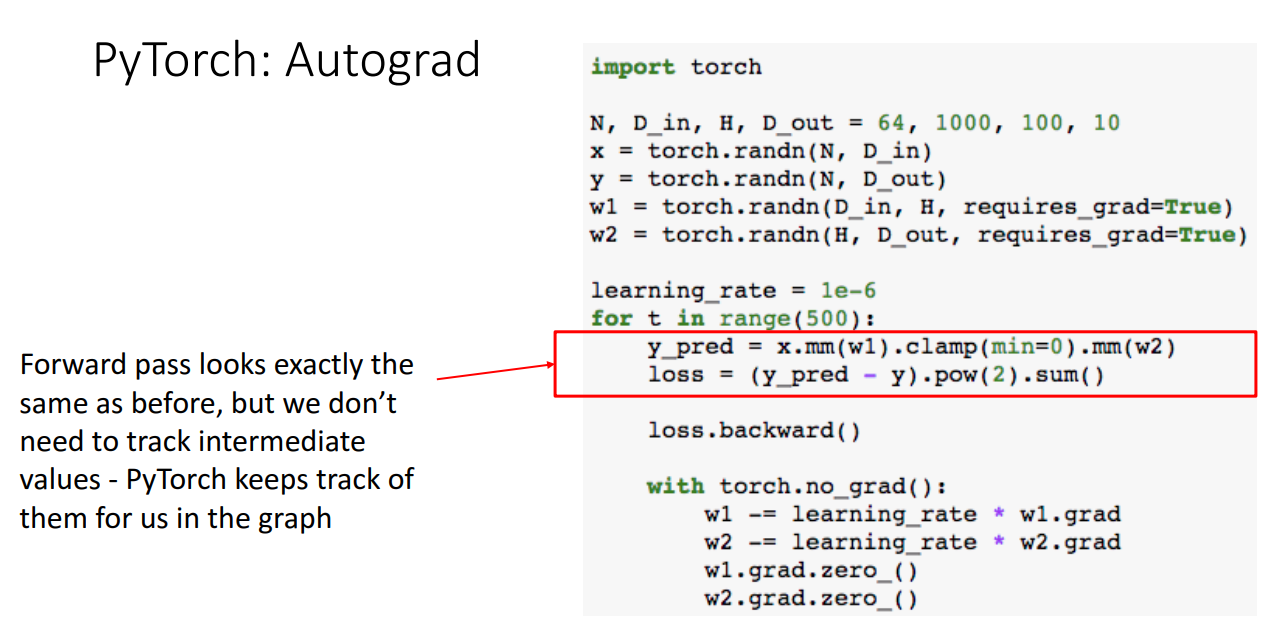 PyTorch: Autograd
import torch
N, D_in, H, D_out = 64, 1000, 100, 10
x = torch.randn(N, D_in)
y = torch.randn(N, D_out)
w1 = torch.randn(D_in, H, requires_grad=True)
w2 = torch.randn(H, D_out, requires_grad=True)
learning_rate = 1e-6
for t in range(500):
    y_pred = x.mm(w1).clamp(min=0).mm(w2)
    loss = (y_pred - y).pow(2).sum()
    loss.backward()
    with torch.no_grad():
        w1 -= learning_rate * w1.grad
        w2 -= learning_rate * w2.grad
        w1.grad.zero_()
        w2.grad.zero_()
Forward pass looks exactly the
same as before, but we don’t
need to track intermediate
values - PyTorch keeps track of
them for us in the graph